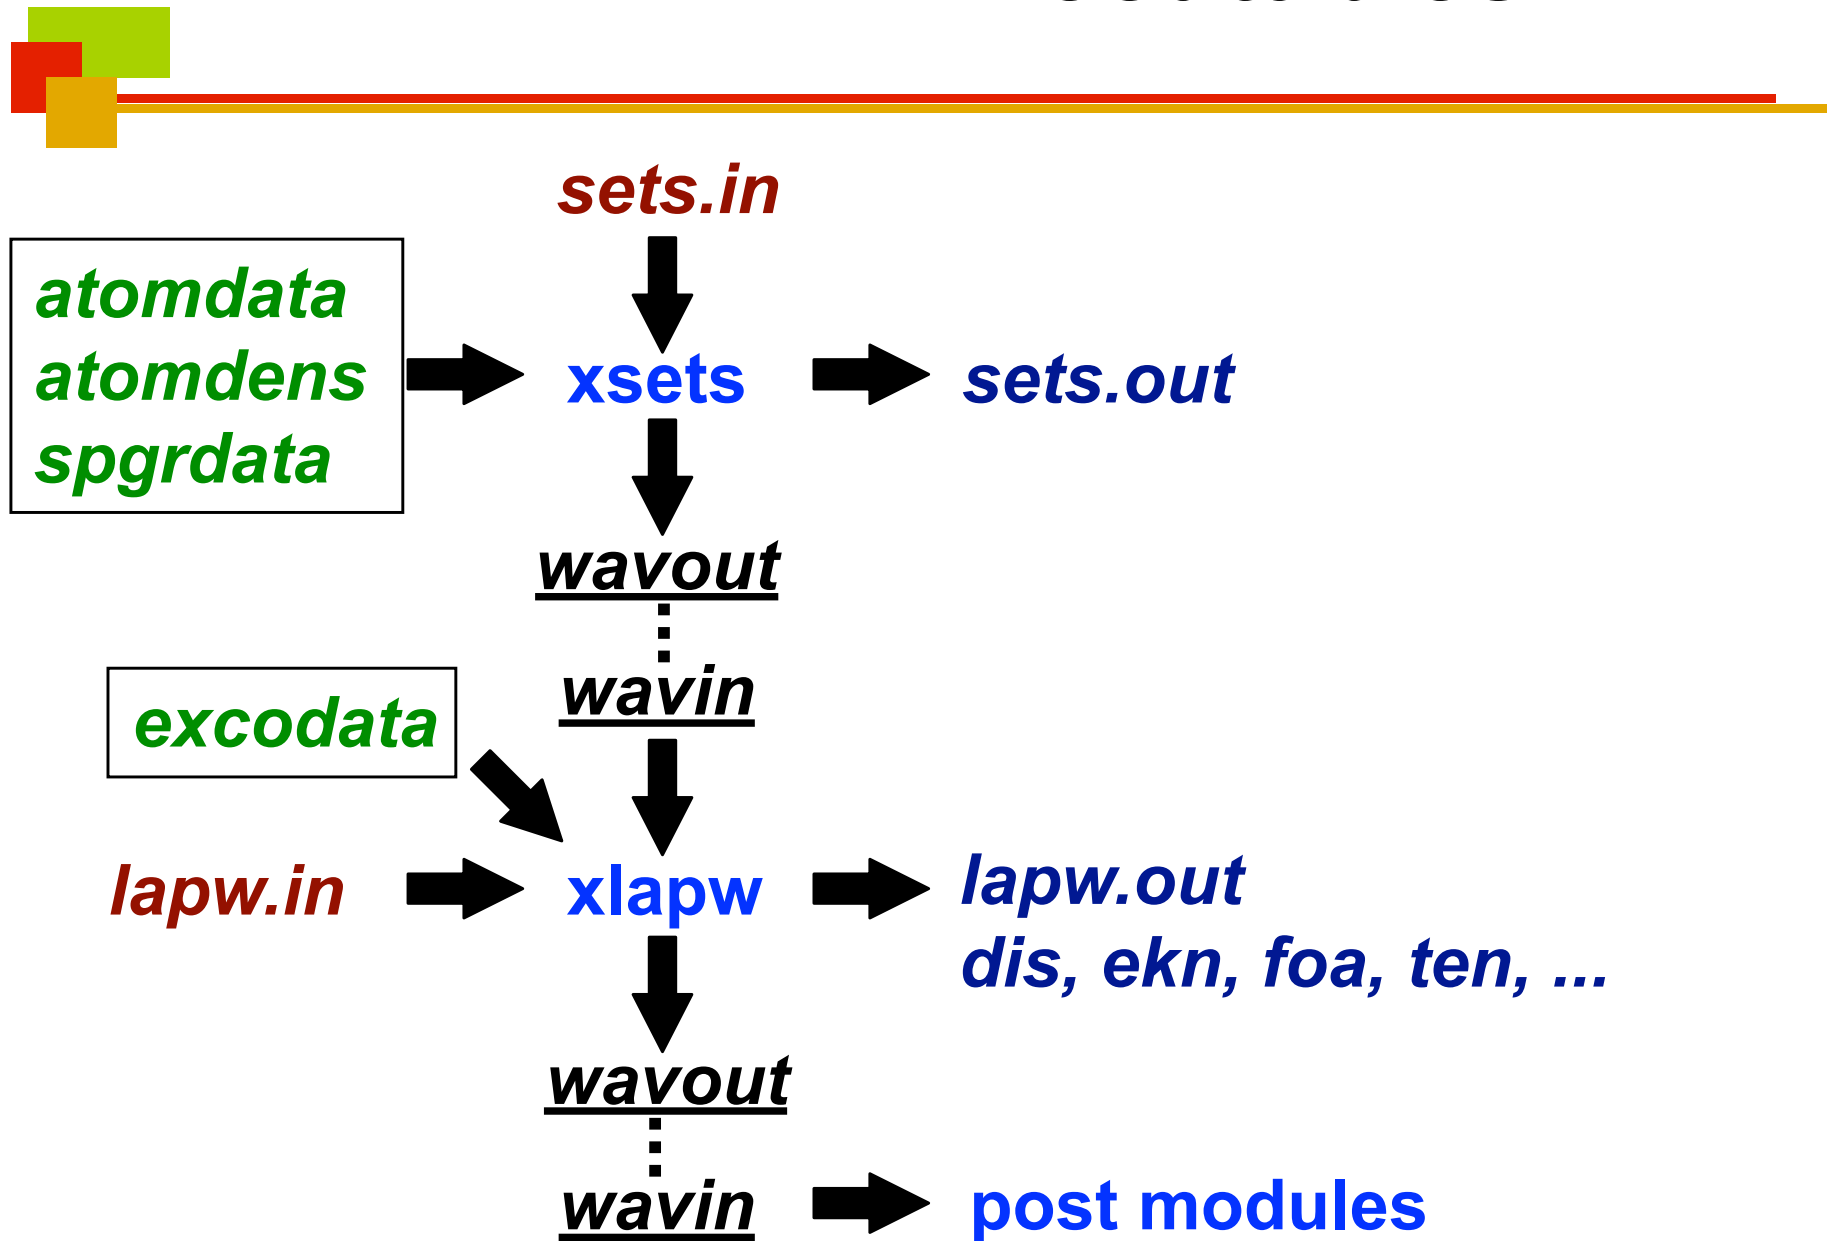 sets.in
atomdata
atomdens
spgrdata
xsets
sets.out
wavout
wavin
excodata
lapw.in
xlapw
lapw.out
dis, ekn, foa, ten, ...
wavout
wavin
post modules